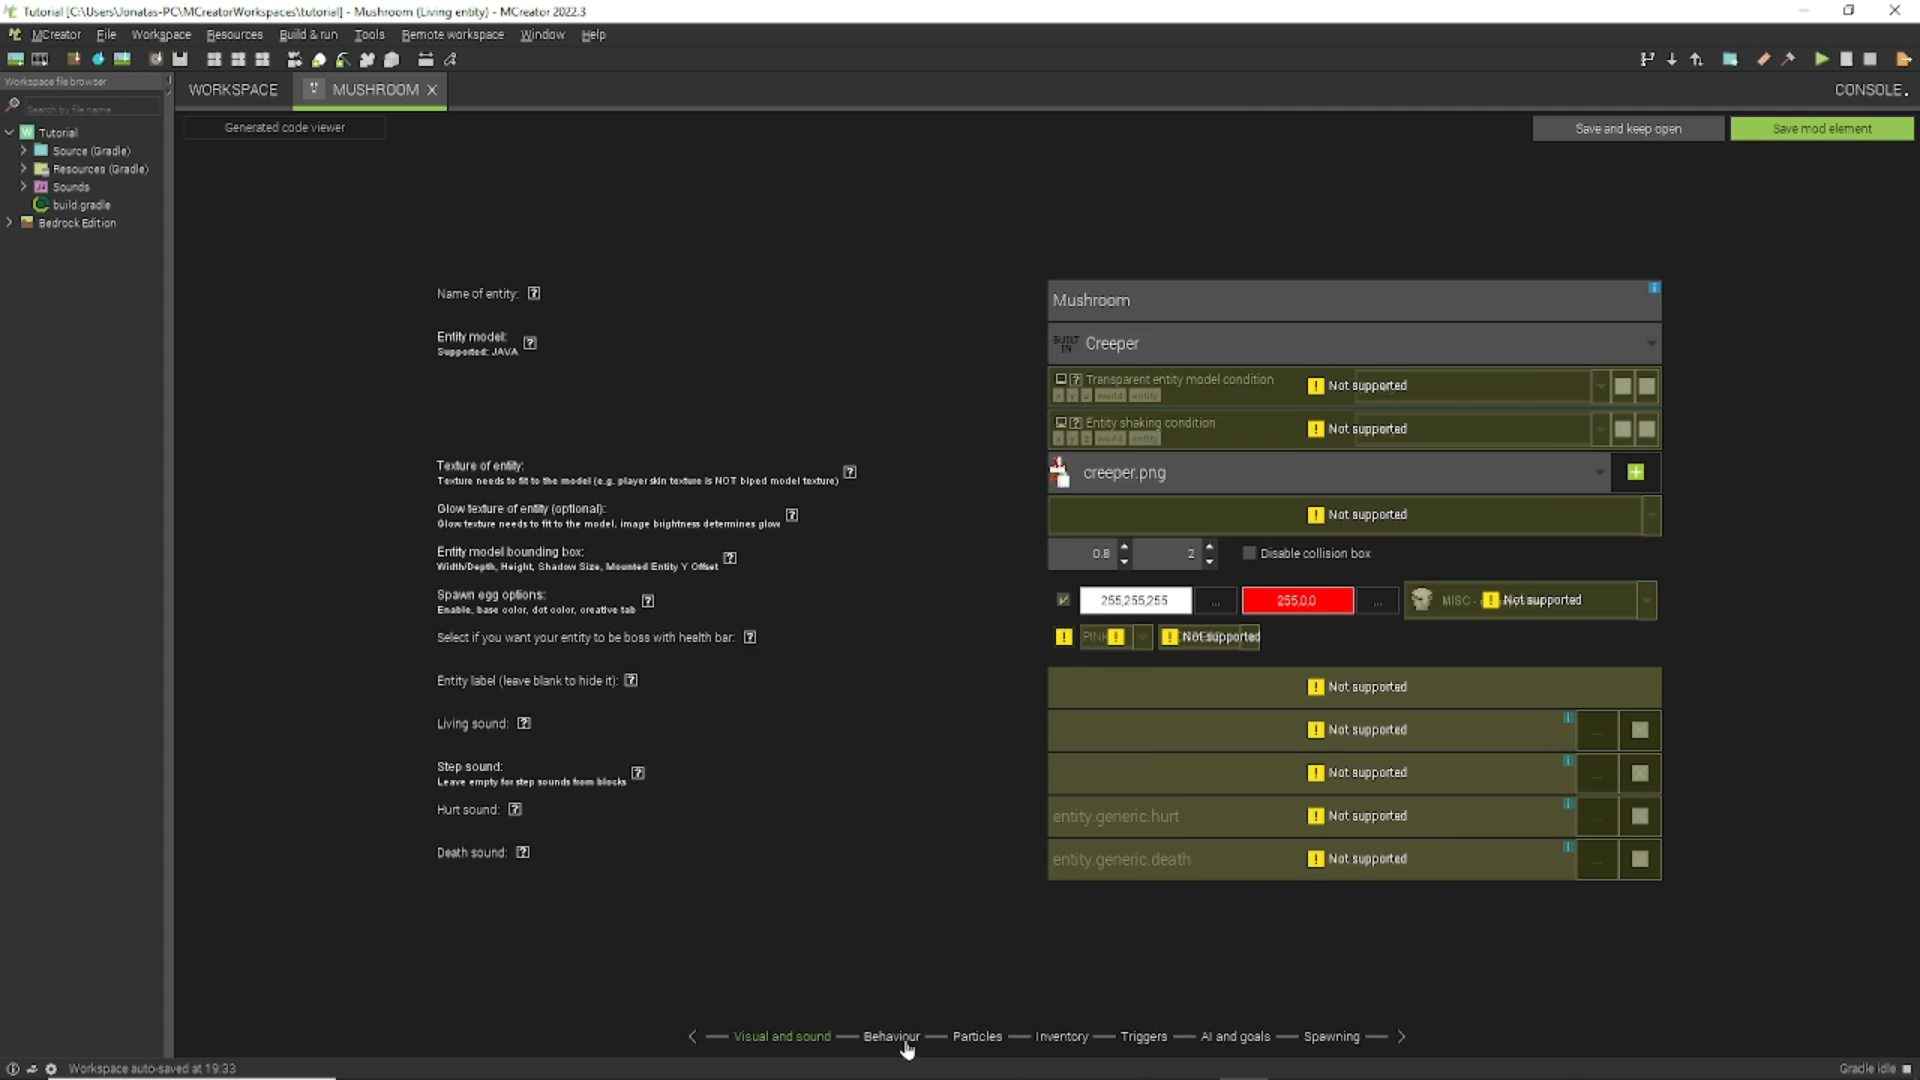 Tutorial [C:\Users\Jonatas-PC\MCreatorWorkspaces\tutorial] - Mushroom (Living entity) - MCreator 2022.3
MCreator File Workspace Resources Build & run Tools Remote workspace Window Help
Workspace file browser
WORKSPACE MUSHROOM CONSOLE
Search by file name
Generated code viewer Save and keep open Save mod element
Tutorial
Source (Gradle)
Resources (Gradle)
Sounds
build.gradle
Bedrock Edition
Name of entity: ? Mushroom
Entity model: ? BUILT IN Creeper
Supported: JAVA
Transparent entity model condition ! Not supported
x y z world entity
Entity shaking condition ! Not supported
x y z world entity
Texture of entity: ? creeper.png
Texture needs to fit to the model (e.g. player skin texture is NOT biped model texture)
Glow texture of entity (optional): ? ! Not supported
Glow texture needs to fit to the model, image brightness determines glow
Entity model bounding box: ? 0.8 2 Disable collision box
Width/Depth, Height, Shadow Size, Mounted Entity Y Offset
Spawn egg options: ? 255,255,255 ... 255,0,0 ... MISC - ! Not supported
Enable, base color, dot color, creative tab
Select if you want your entity to be boss with health bar: ? ! PINK ! ! Not supported
Entity label (leave blank to hide it): ? ! Not supported
Living sound: ? ! Not supported
Step sound: ? ! Not supported
Leave empty for step sounds from blocks
Hurt sound: ? entity.generic.hurt ! Not supported
Death sound: ? entity.generic.death ! Not supported
Visual and sound Behaviour Particles Inventory Triggers AI and goals Spawning
Workspace auto-saved at 19:33 Gradle idle